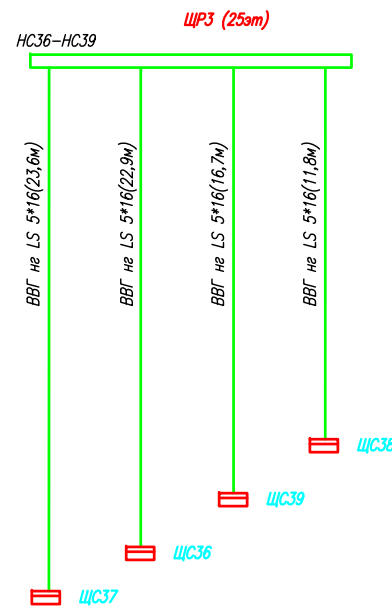 ЩР3 (25эт)
НС36-НС39
ВВГ нг LS 5*16(23,6м)
ВВГ нг LS 5*16(22,9м)
ВВГ нг LS 5*16(16,7м)
ВВГ нг LS 5*16(11,8м)
ЩС38
ЩС39
ЩС36
ЩС37